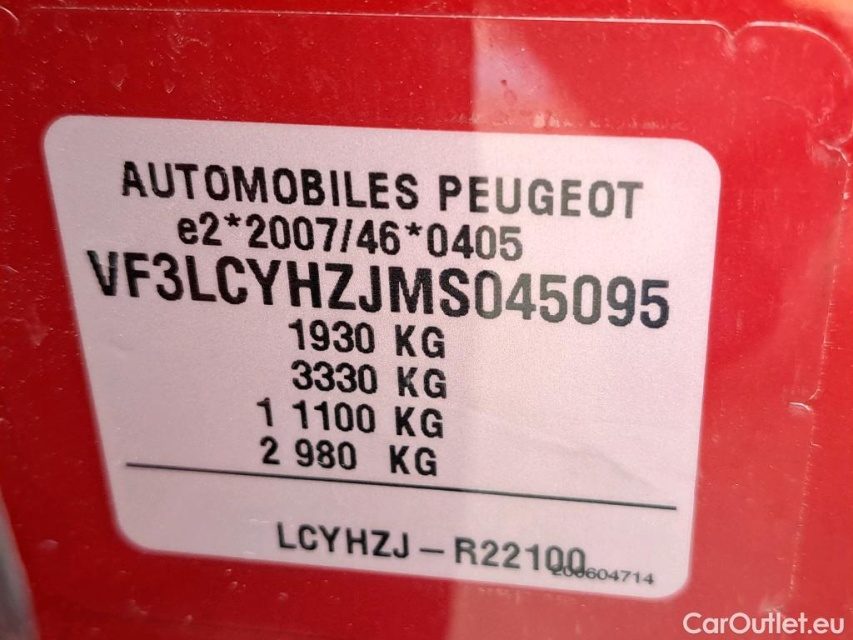 AUTOMOBILES PEUGEOT
e2*2007/46*0405
VF3LCYHZJMS045095
1930 KG
3330 KG
1 1100 KG
2 980 KG
LCYHZJ – R22100
200604714
CarOutlet.eu